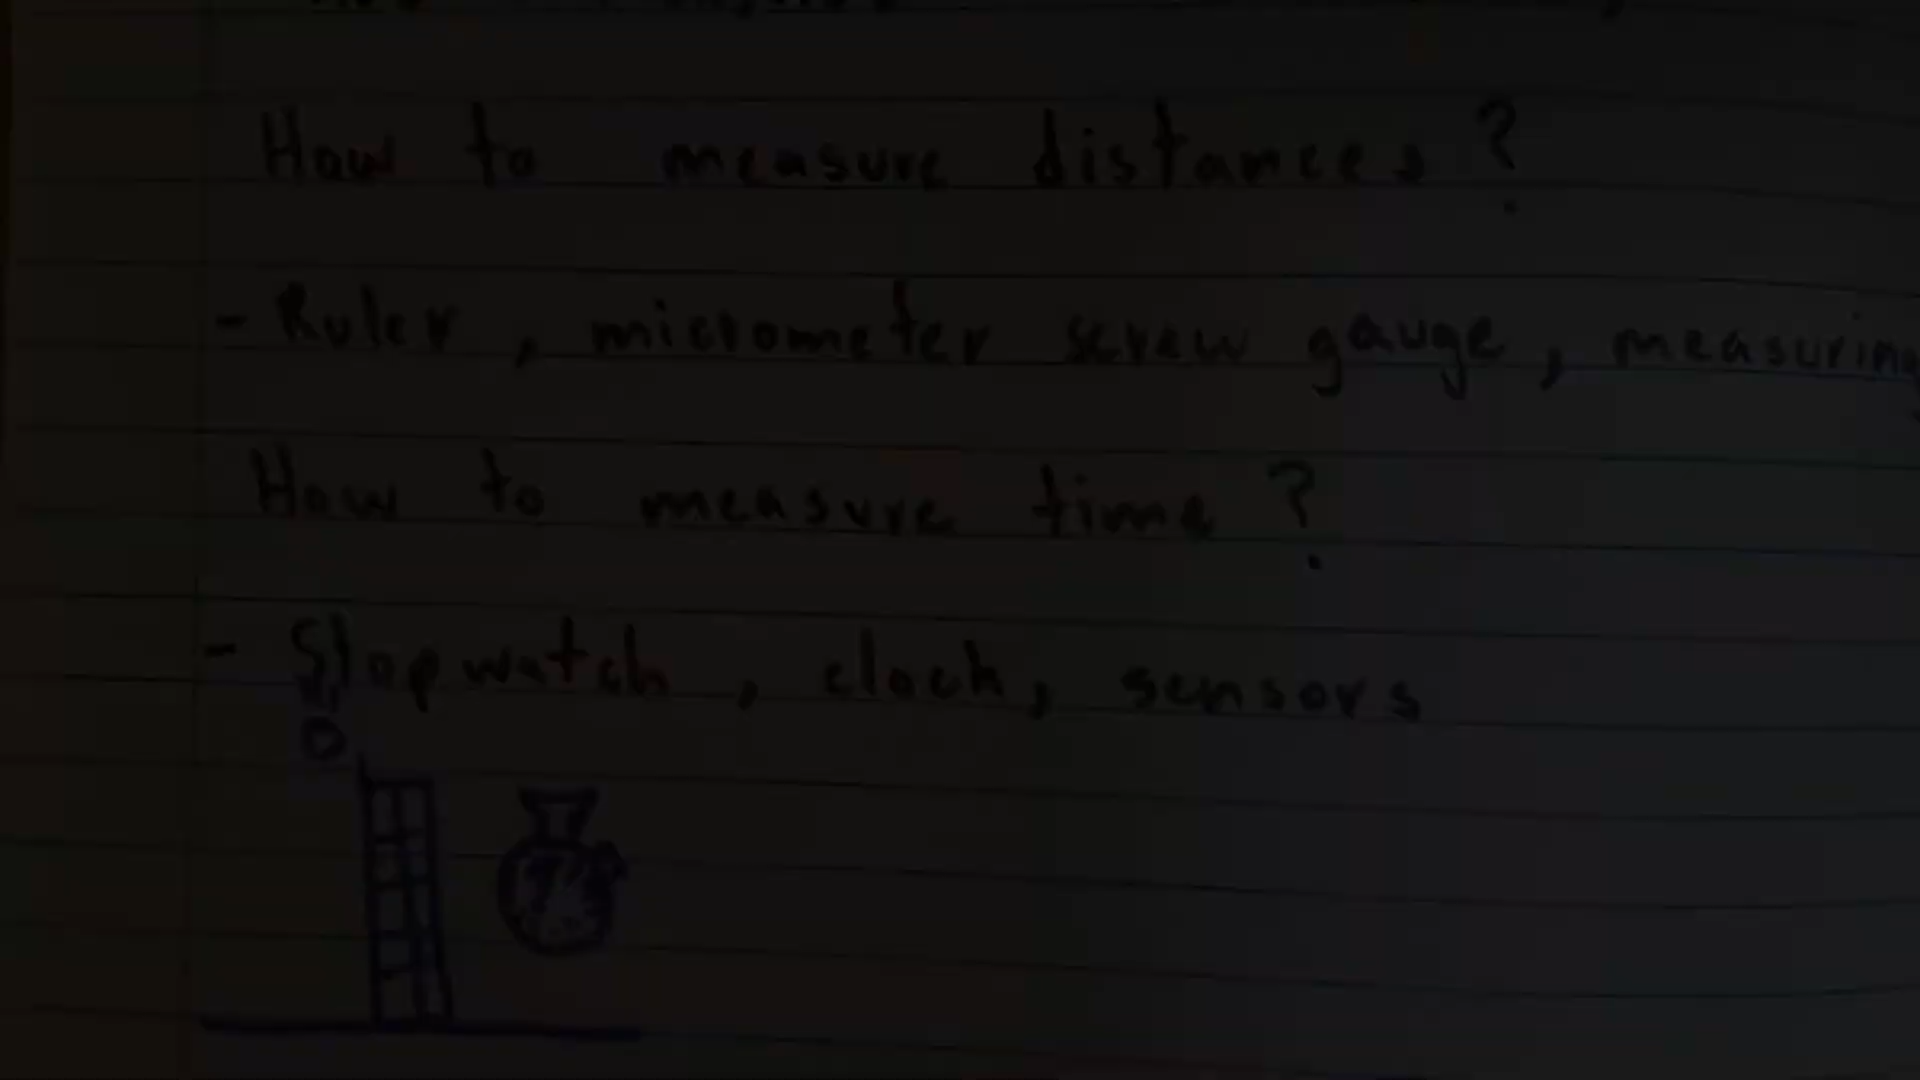 How to measure distances?
- Ruler, micrometer screw gauge, measuring
How to measure time?
- Stopwatch, clock, sensors